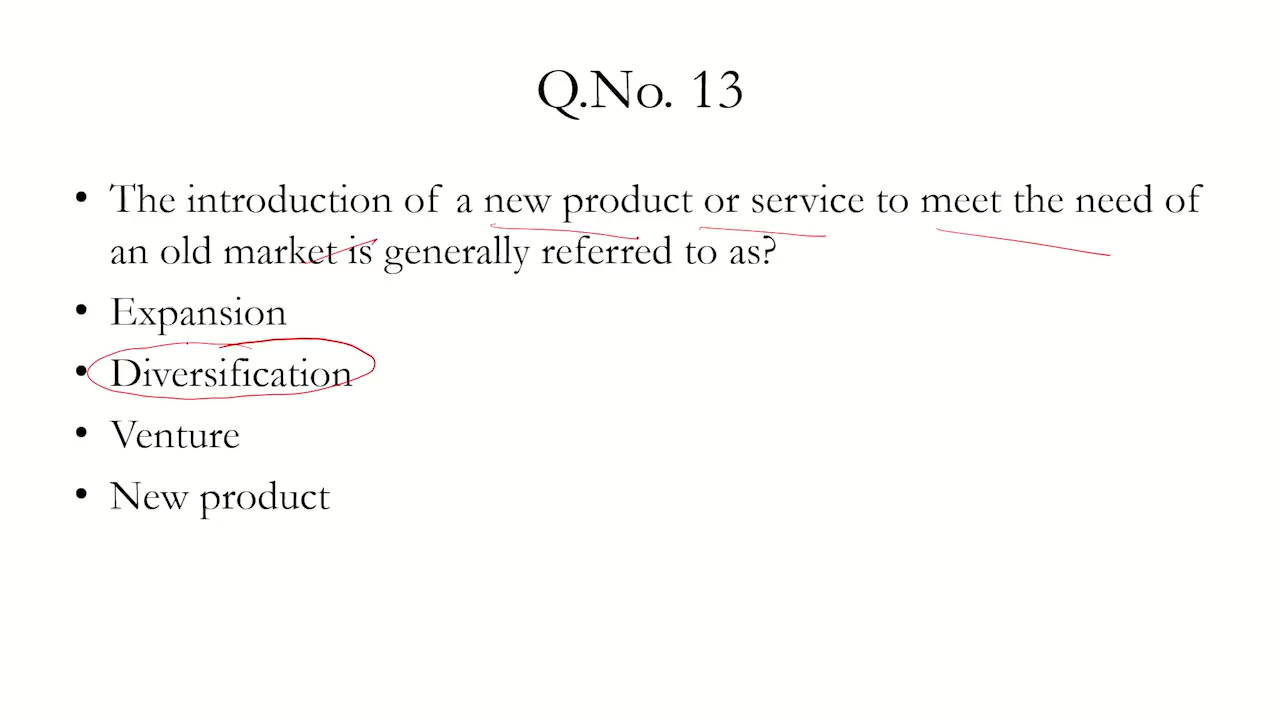 Q.No. 13
• The introduction of a new product or service to meet the need of
an old market is generally referred to as?
• Expansion
• Diversification
• Venture
• New product